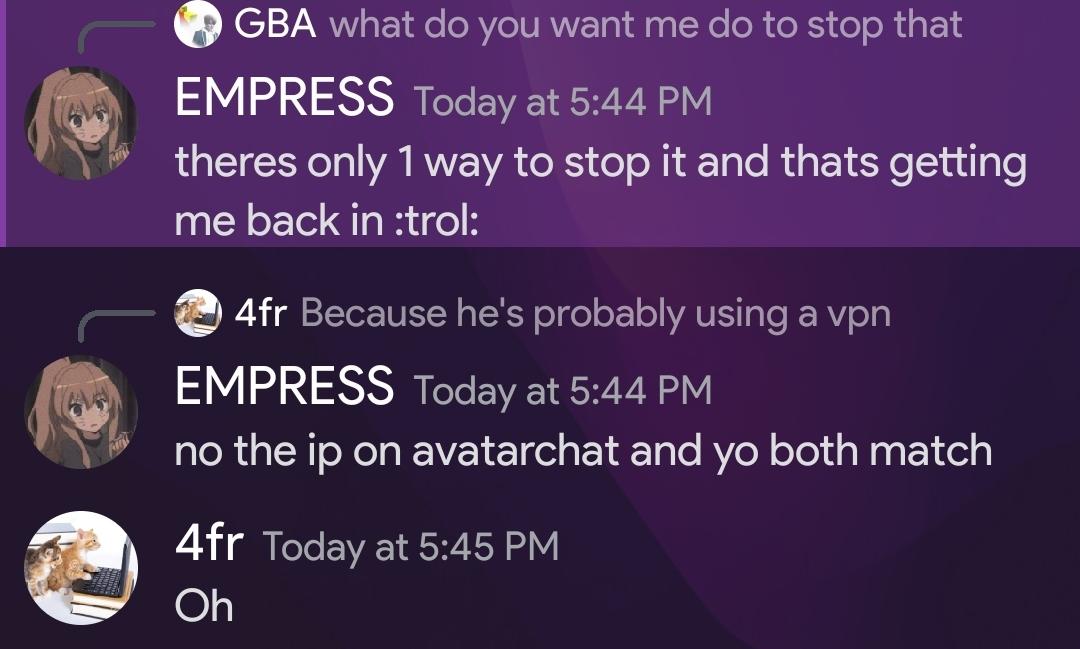 GBA what do you want me do to stop that
EMPRESS Today at 5:44 PM
theres only 1 way to stop it and thats getting
me back in :trol:
4fr Because he's probably using a vpn
EMPRESS Today at 5:44 PM
no the ip on avatarchat and yo both match
4fr Today at 5:45 PM
Oh